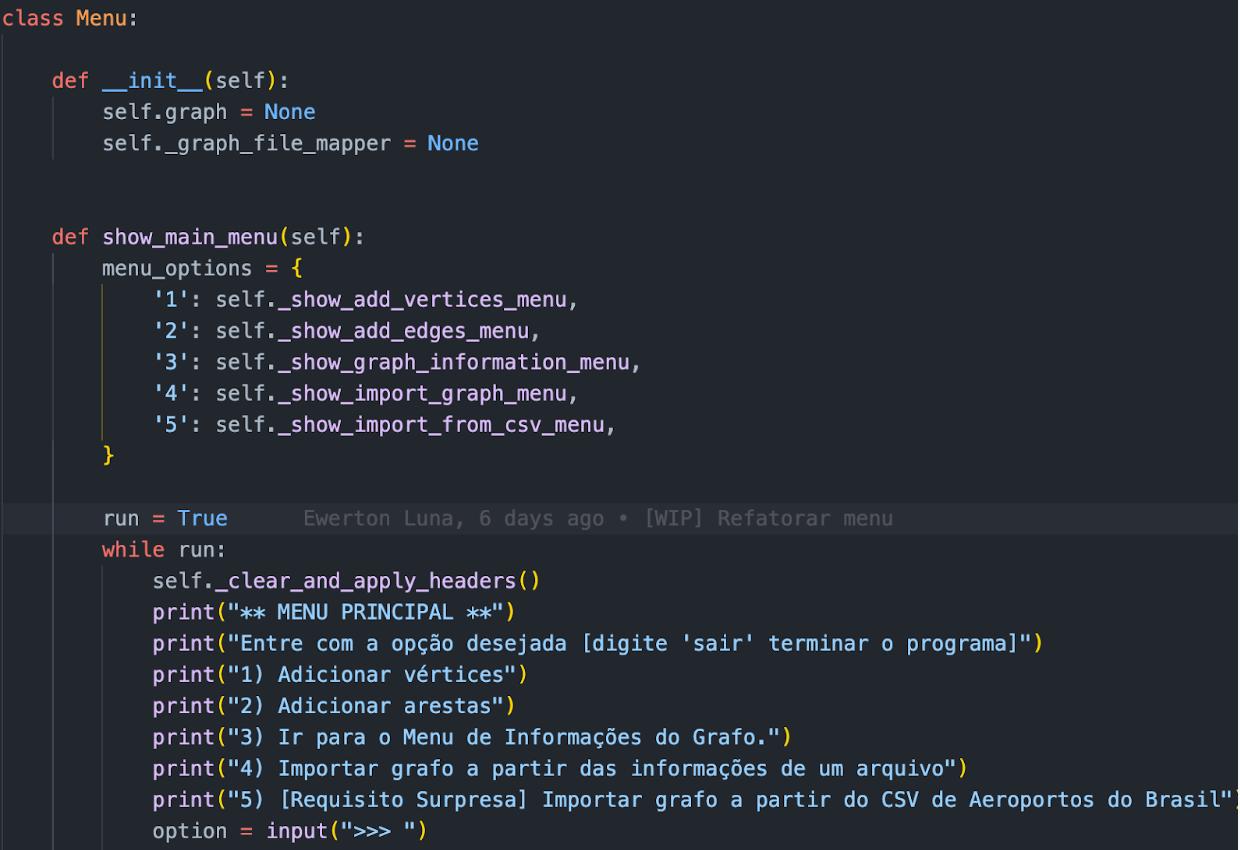 class Menu:
def __init__(self):
self.graph = None
self._graph_file_mapper = None
def show_main_menu(self):
menu_options = {
'1': self._show_add_vertices_menu,
'2': self._show_add_edges_menu,
'3': self._show_graph_information_menu,
'4': self._show_import_graph_menu,
'5': self._show_import_from_csv_menu,
}
run = True Ewerton Luna, 6 days ago • [WIP] Refatorar menu
while run:
self._clear_and_apply_headers()
print("** MENU PRINCIPAL **")
print("Entre com a opção desejada [digite 'sair' terminar o programa]")
print("1) Adicionar vértices")
print("2) Adicionar arestas")
print("3) Ir para o Menu de Informações do Grafo.")
print("4) Importar grafo a partir das informações de um arquivo")
print("5) [Requisito Surpresa] Importar grafo a partir do CSV de Aeroportos do Brasil")
option = input(">>> ")